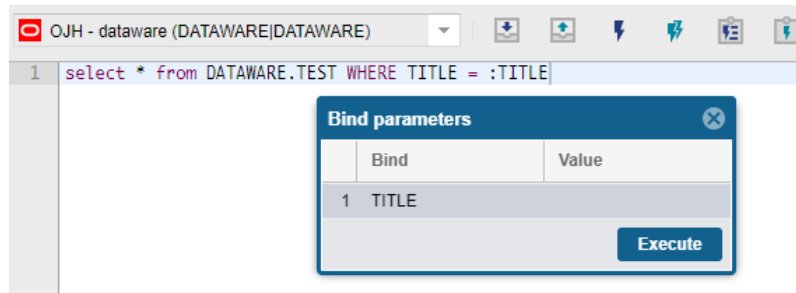 OJH - dataware (DATAWARE|DATAWARE)
1 select * from DATAWARE.TEST WHERE TITLE = :TITLE
Bind parameters
Bind Value
1 TITLE
Execute